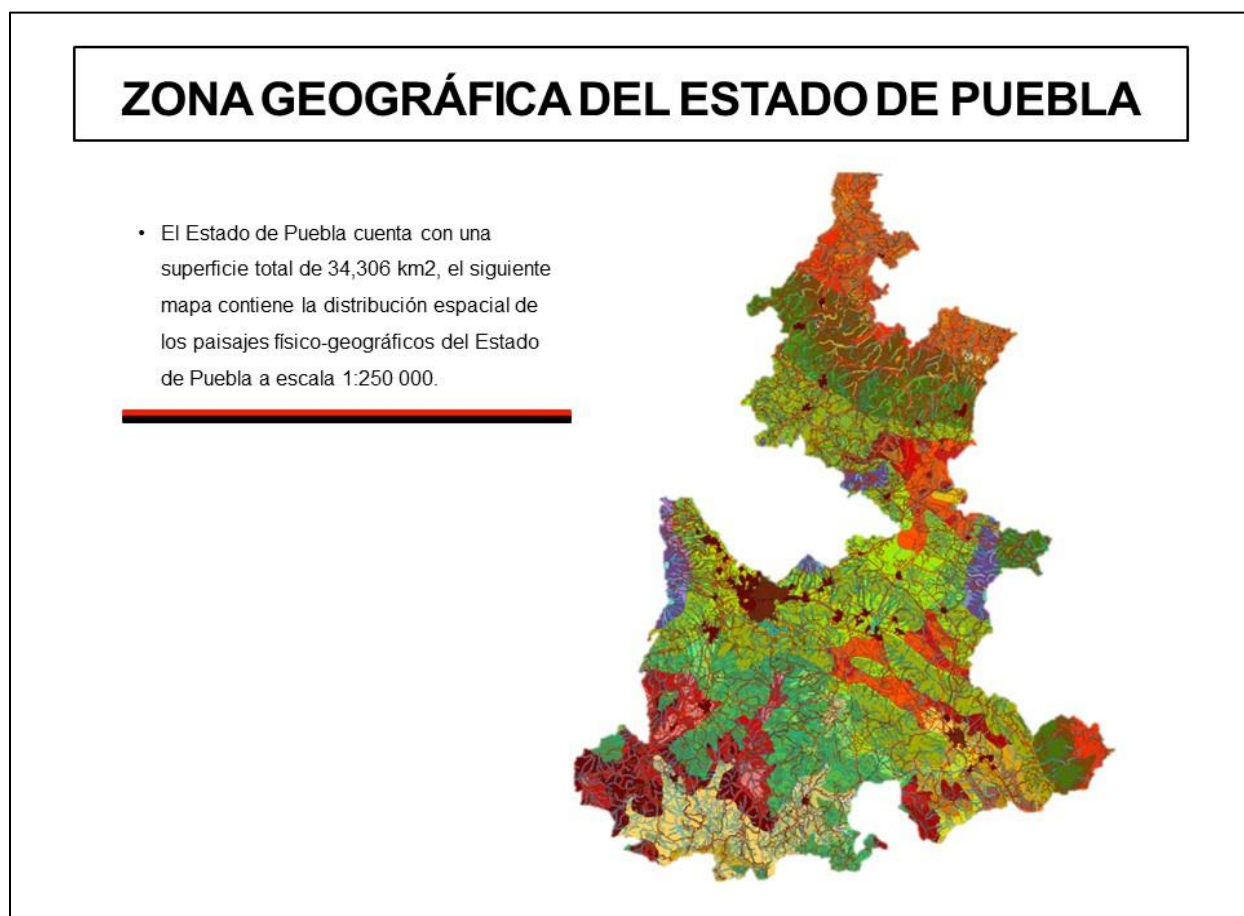 ZONA GEOGRÁFICA DEL ESTADO DE PUEBLA
• El Estado de Puebla cuenta con una
superficie total de 34,306 km2, el siguiente
mapa contiene la distribución espacial de
los paisajes físico-geográficos del Estado
de Puebla a escala 1:250 000.